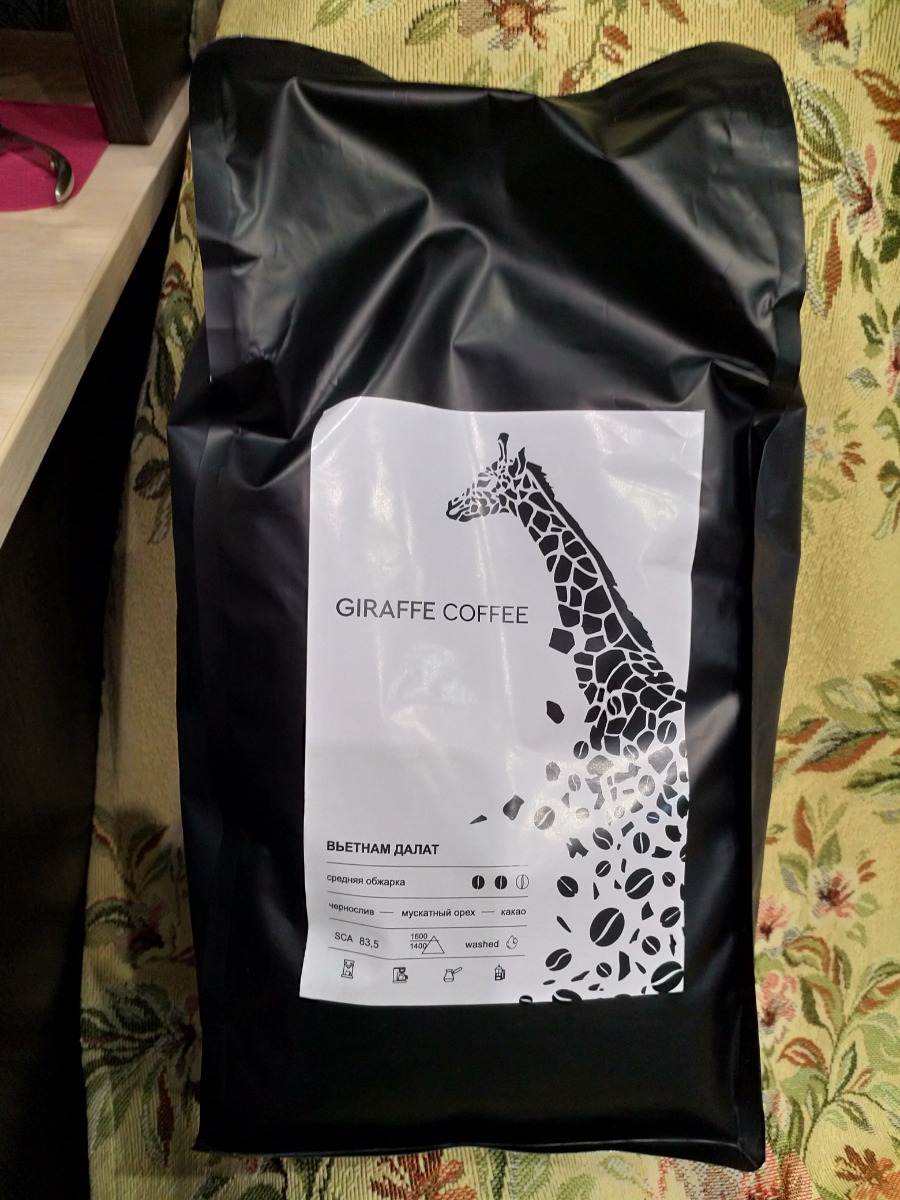 GIRAFFE COFFEE
ВЬЕТНАМ ДАЛАТ
средняя обжарка
чернослив — мускатный орех — какао
SCA 83,5 1600 1400 washed